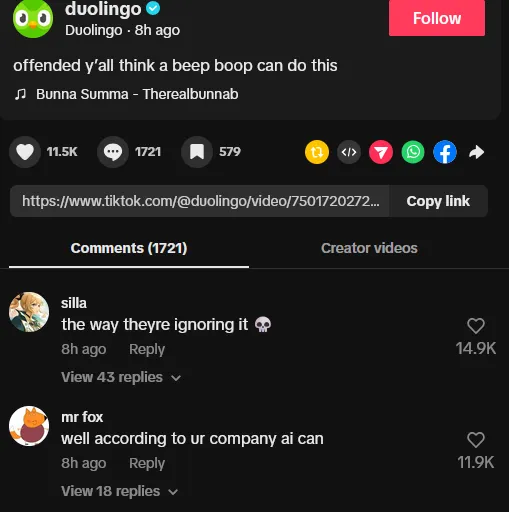 duolingo
Duolingo · 8h ago
Follow
offended y’all think a beep boop can do this
Bunna Summa - Therealbunnab
11.5K
1721
579
https://www.tiktok.com/@duolingo/video/7501720272...
Copy link
Comments (1721)
Creator videos
silla
the way theyre ignoring it 💀
8h ago Reply
14.9K
View 43 replies
mr fox
well according to ur company ai can
8h ago Reply
11.9K
View 18 replies